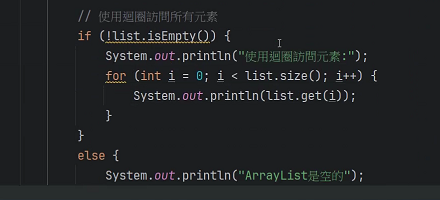 // 使用迴圈訪問所有元素
if (!list.isEmpty()) {
System.out.println("使用迴圈訪問元素:");
for (int i = 0; i < list.size(); i++) {
System.out.println(list.get(i));
}
}
else {
System.out.println("ArrayList是空的");